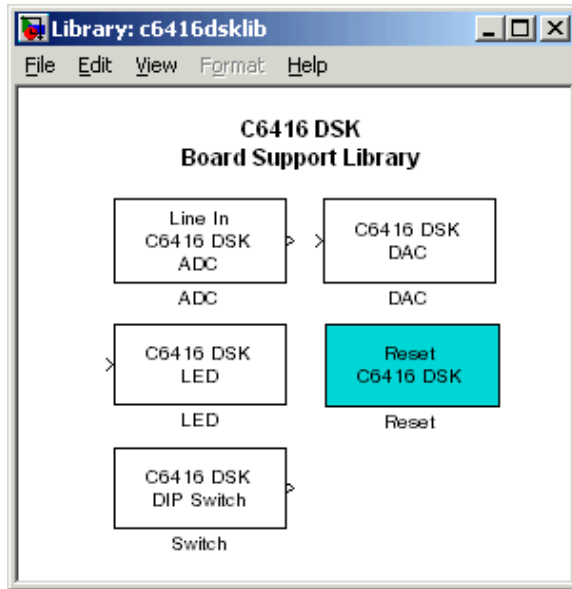 Library: c6416dsklib
File Edit View Format Help
C6416 DSK
Board Support Library
Line In
C6416 DSK
ADC
ADC
C6416 DSK
DAC
DAC
C6416 DSK
LED
LED
Reset
C6416 DSK
Reset
C6416 DSK
DIP Switch
Switch